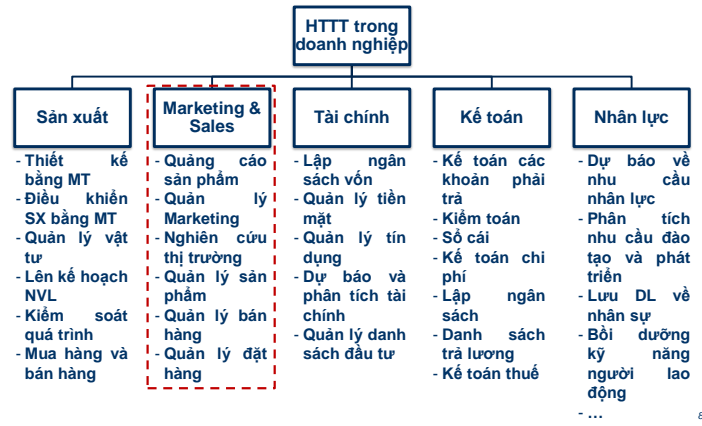 HTTT trong
doanh nghiệp
Sản xuất
- Thiết kế
bằng MT
- Điều khiển
SX bằng MT
- Quản lý vật
tư
- Lên kế hoạch
NVL
- Kiểm soát
quá trình
- Mua hàng và
bán hàng
Marketing &
Sales
- Quảng cáo
sản phẩm
- Quản lý
Marketing
- Nghiên cứu
thị trường
- Quản lý sản
phẩm
- Quản lý bán
hàng
- Quản lý đặt
hàng
Tài chính
- Lập ngân
sách vốn
- Quản lý tiền
mặt
- Quản lý tín
dụng
- Dự báo và
phân tích tài
chính
- Quản lý danh
sách đầu tư
Kế toán
- Kế toán các
khoản phải
trả
- Kiểm toán
- Sổ cái
- Kế toán chi
phí
- Lập ngân
sách
- Danh sách
trả lương
- Kế toán thuế
Nhân lực
- Dự báo về
nhu cầu
nhân lực
- Phân tích
nhu cầu đào
tạo và phát
triển
- Lưu DL về
nhân sự
- Bồi dưỡng
kỹ năng
người lao
động
- ...